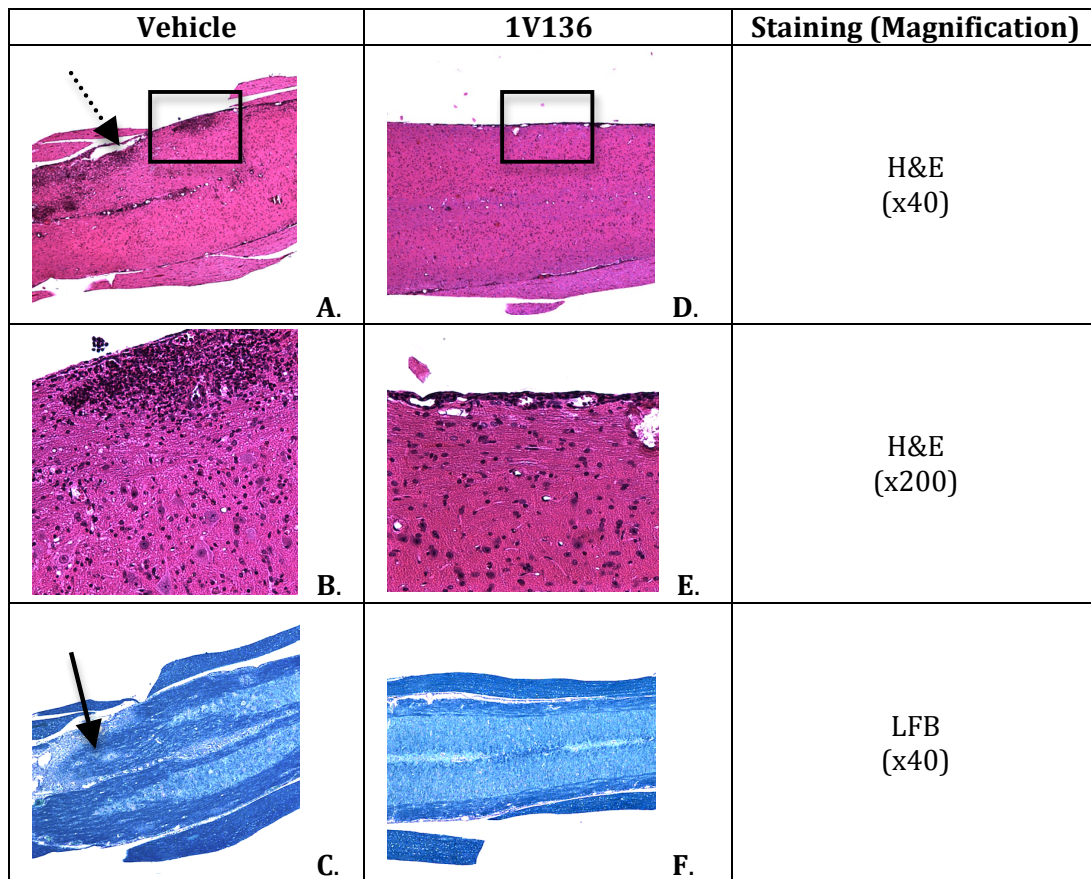 Vehicle
1V136
Staining (Magnification)
A.
D.
H&E
(x40)
B.
E.
H&E
(x200)
C.
F.
LFB
(x40)